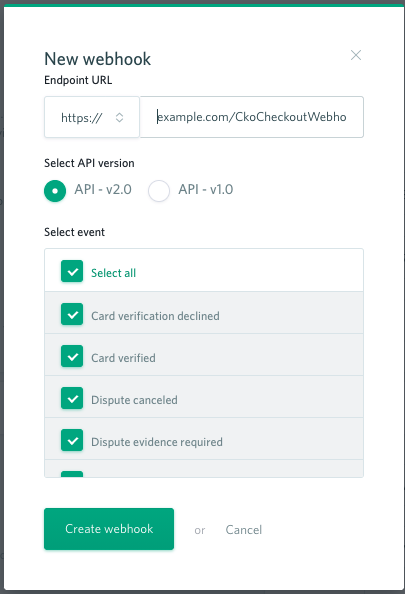 New webhook
Endpoint URL
https:// example.com/CkoCheckoutWebho
Select API version
API - v2.0 API - v1.0
Select event
Select all
Card verification declined
Card verified
Dispute canceled
Dispute evidence required
Create webhook or Cancel